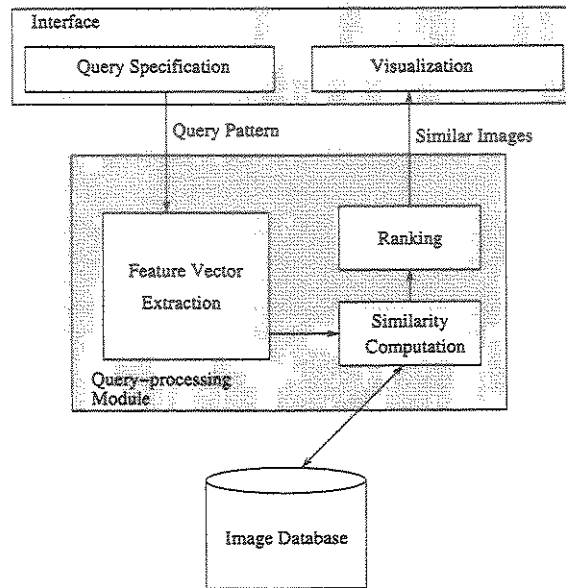 Interface
Query Specification
Visualization
Query Pattern
Similar Images
Feature Vector
Extraction
Ranking
Similarity
Computation
Query-processing
Module
Image Database